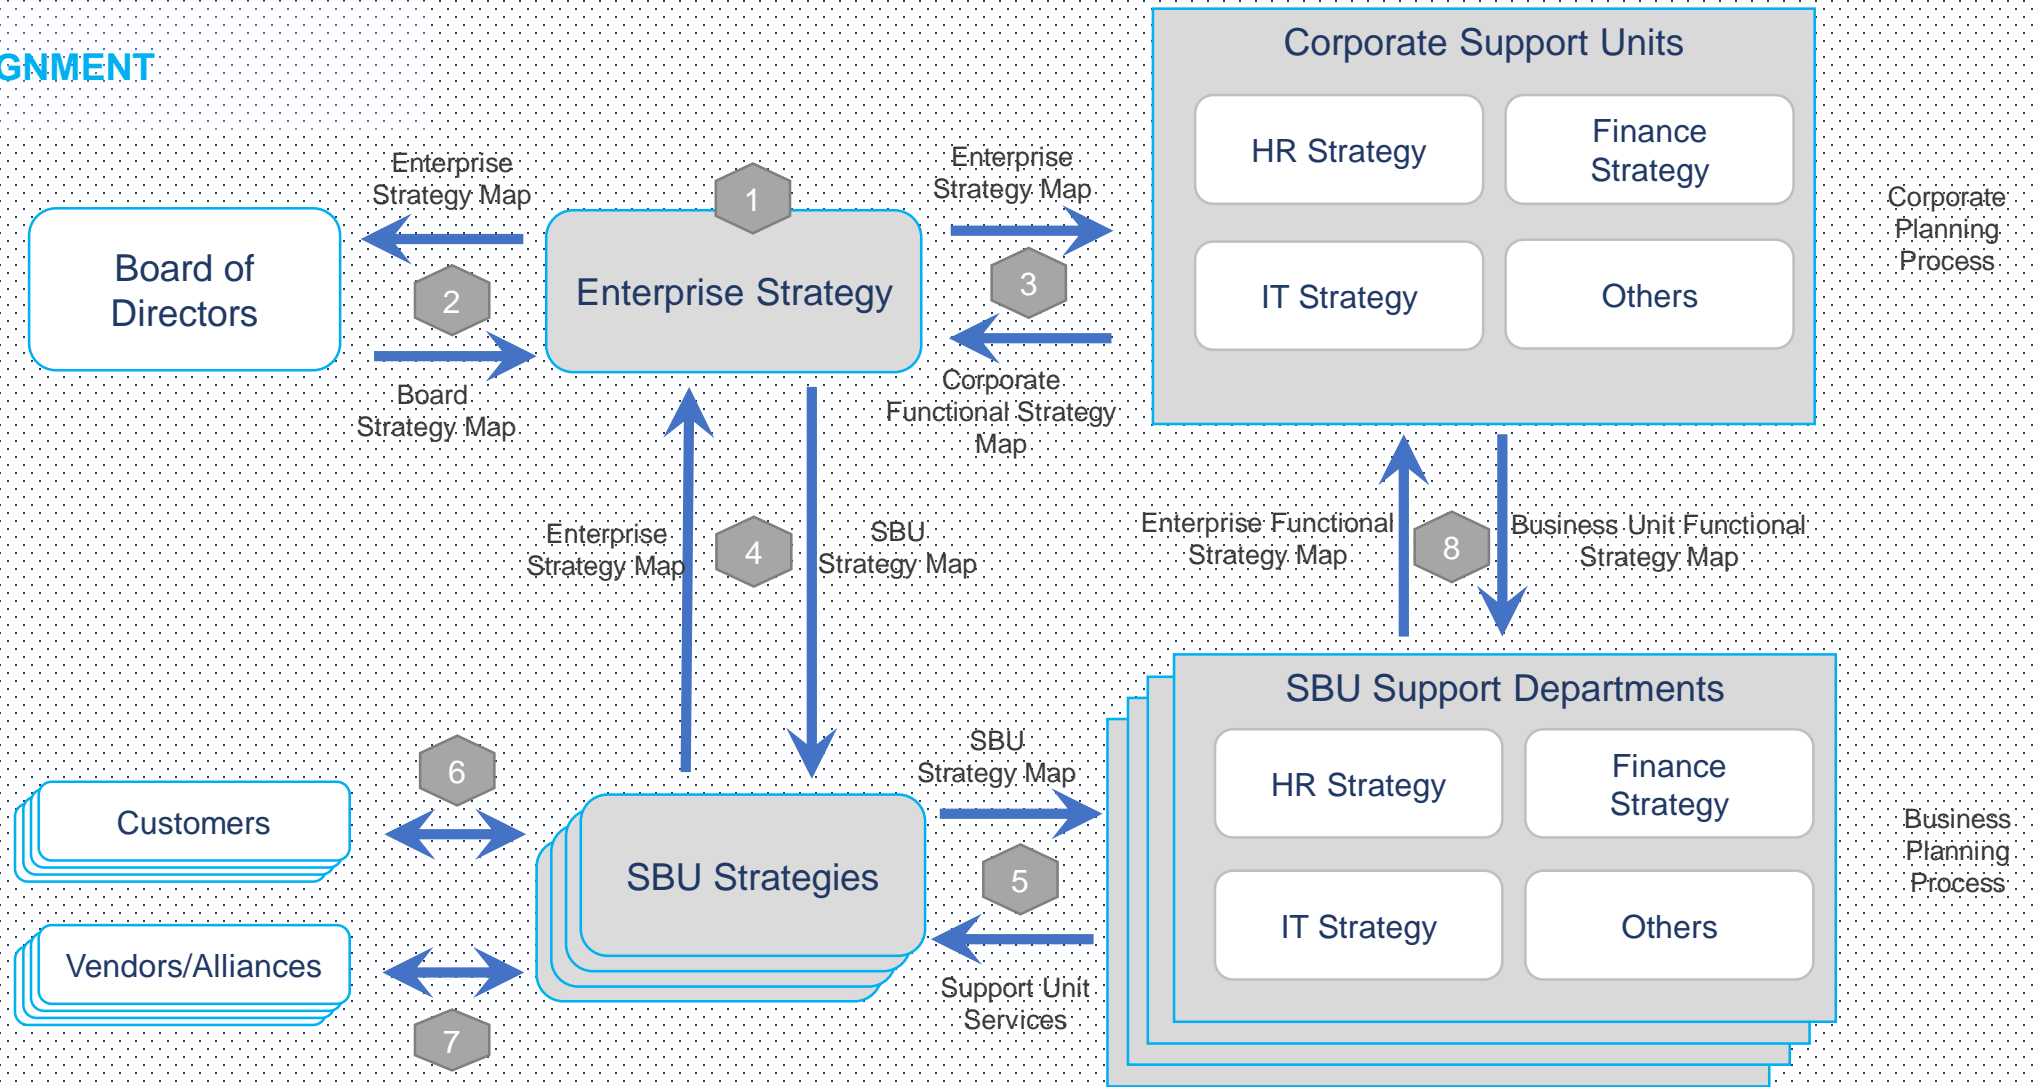 GNMENT
Corporate Support Units
HR Strategy
Finance
Strategy
IT Strategy
Others
Corporate
Planning
Process
Enterprise
Strategy Map
1
Enterprise
Strategy Map
Board of
Directors
2
Enterprise Strategy
3
Board
Strategy Map
Corporate
Functional Strategy
Map
Enterprise
Strategy Map
4
SBU
Strategy Map
Enterprise Functional
Strategy Map
8
Business Unit Functional
Strategy Map
SBU Support Departments
HR Strategy
Finance
Strategy
IT Strategy
Others
Business
Planning
Process
6
SBU
Strategy Map
Customers
SBU Strategies
5
Vendors/Alliances
7
Support Unit
Services